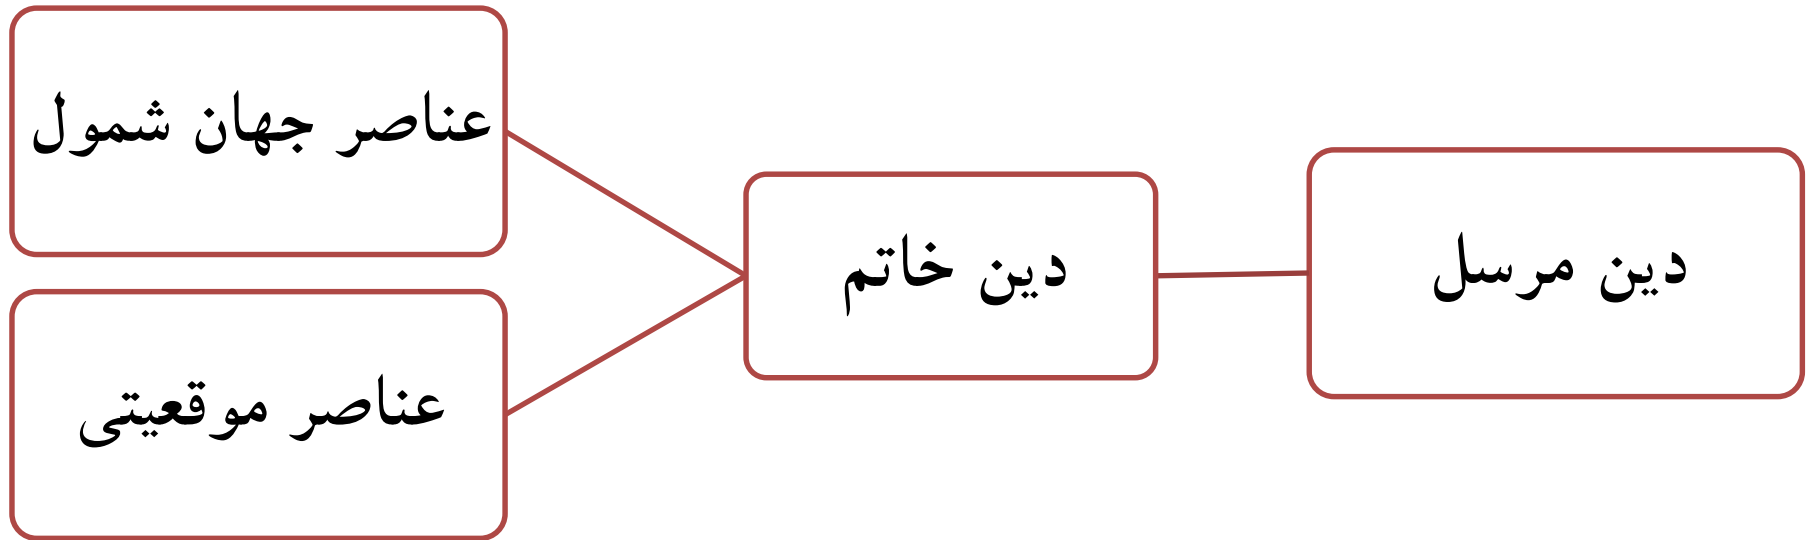 دین مرسل
دین خاتم
عناصر جهان شمول
عناصر موقعیتی